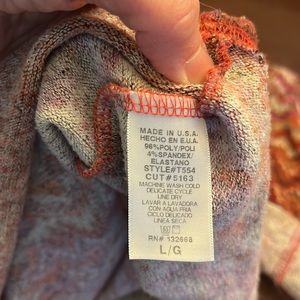 MADE IN U.S.A.
HECHO EN E.U.A.
96%POLY/POLI
4%SPANDEX/
ELASTANO
STYLE#T554
CUT#5163
MACHINE WASH COLD
DELICATE CYCLE
LINE DRY
LAVAR A LAVADORA
CON AGUA FRIA
CICLO DELICADO
LINEA SECA
RN# 132668
L/G